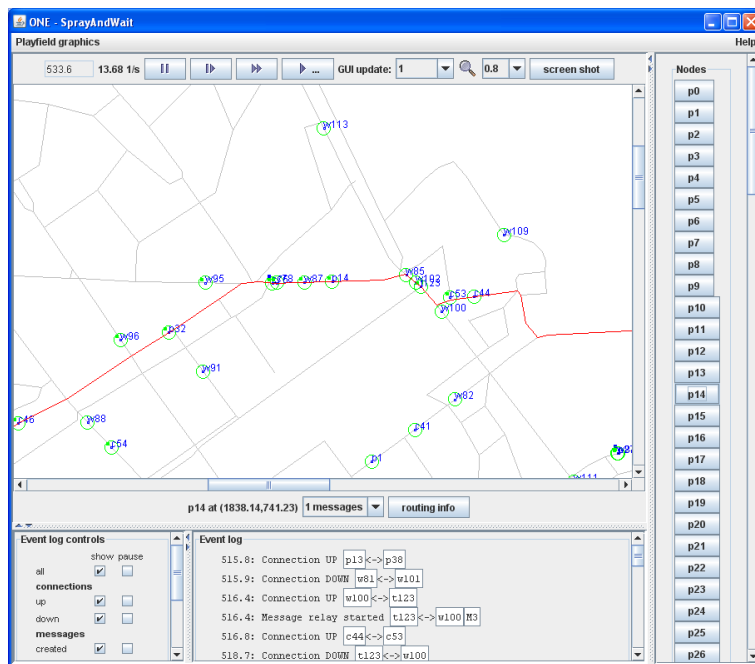 ONE - SprayAndWait
Playfield graphics Help
533.6 13.68 1/s ... GUI update: 1 0.8 screen shot
w113
w109
w95 w87 p14 w85
c53 c44
w100
p32
w96
w91
w82
c46 w88
c41
c54
p1
w111
p14 at (1838.14,741.23) 1 messages routing info
Nodes
p0
p1
p2
p3
p4
p5
p6
p7
p8
p9
p10
p11
p12
p13
p14
p15
p16
p17
p18
p19
p20
p21
p22
p23
p24
p25
p26
Event log controls
show pause
all
connections
up
down
messages
created
Event log
515.8: Connection UP p13<->p38
515.9: Connection DOWN w81<->w101
516.4: Connection UP w100<->t123
516.4: Message relay started t123<->w100 M3
516.8: Connection UP c44<->c53
518.7: Connection DOWN t123<->w100